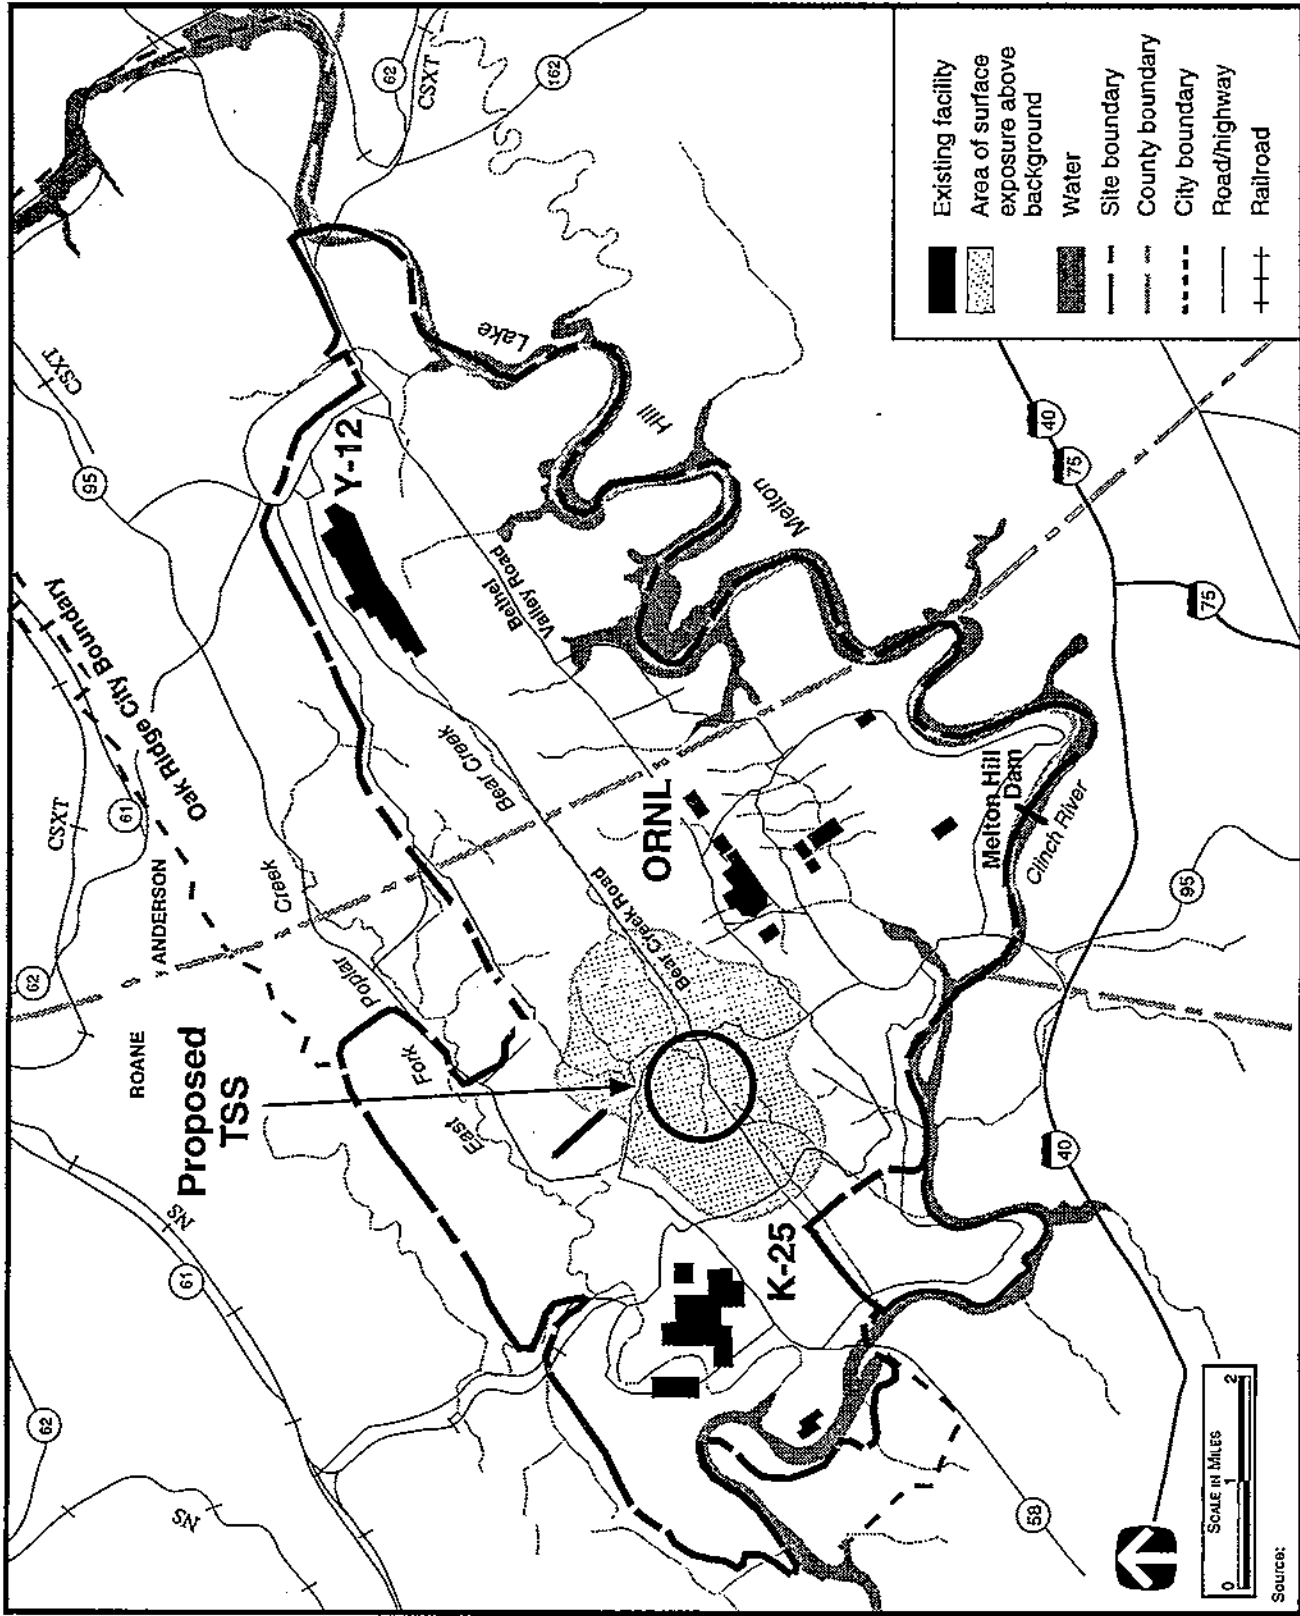 CSXT
62
162
CSXT
95
Lake
Hill
Melton
Y-12
Bethel
Valley Road
40
75
75
Oak Ridge City Boundary
61
CSXT
62
ANDERSON
ROANE
Creek
Poplar
Fork
East
Bear Creek
Bear Creek Road
ORNL
Melton Hill
Dam
Clinch River
95
Proposed
TSS
NS
61
62
NS
K-25
40
58
Existing facility
Area of surface
exposure above
background
Water
Site boundary
County boundary
City boundary
Road/highway
Railroad
SCALE IN MILES
0 1 2
Source: